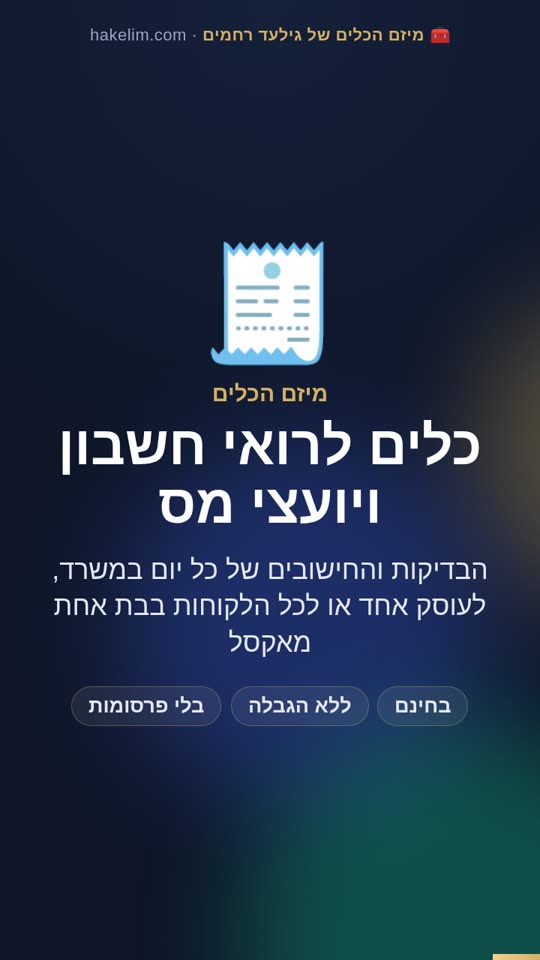 🧰 מיזם הכלים של גילעד רחמים · hakelim.com
מיזם הכלים
כלים לרואי חשבון
ויועצי מס
הבדיקות והחישובים של כל יום במשרד,
לעוסק אחד או לכל הלקוחות בבת אחת
מאקסל
בחינם
ללא הגבלה
בלי פרסומות